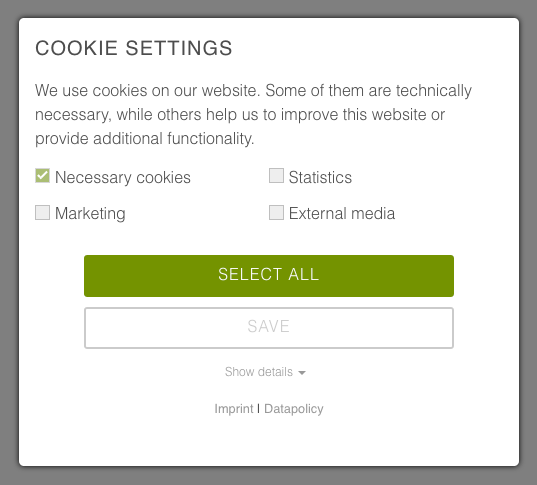 COOKIE SETTINGS
We use cookies on our website. Some of them are technically
necessary, while others help us to improve this website or
provide additional functionality.
Necessary cookies Statistics
Marketing External media
SELECT ALL
SAVE
Show details
Imprint | Datapolicy